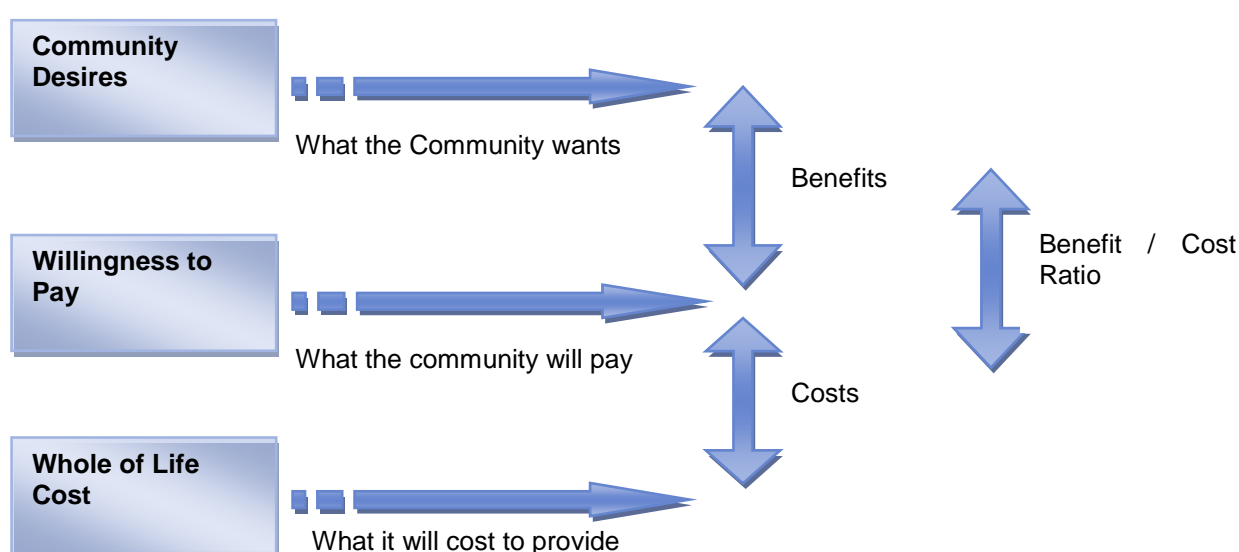 Community
Desires
What the Community wants
Benefits
Willingness to
Pay
What the community will pay
Benefit / Cost
Ratio
Costs
Whole of Life
Cost
What it will cost to provide